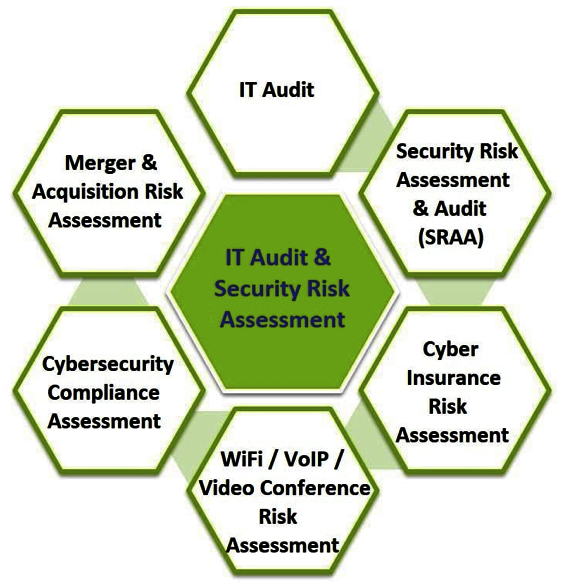 IT Audit
Security Risk
Assessment
& Audit
(SRAA)
Cyber
Insurance
Risk
Assessment
WiFi / VoIP /
Video Conference
Risk
Assessment
Cybersecurity
Compliance
Assessment
Merger &
Acquisition Risk
Assessment
IT Audit &
Security Risk
Assessment